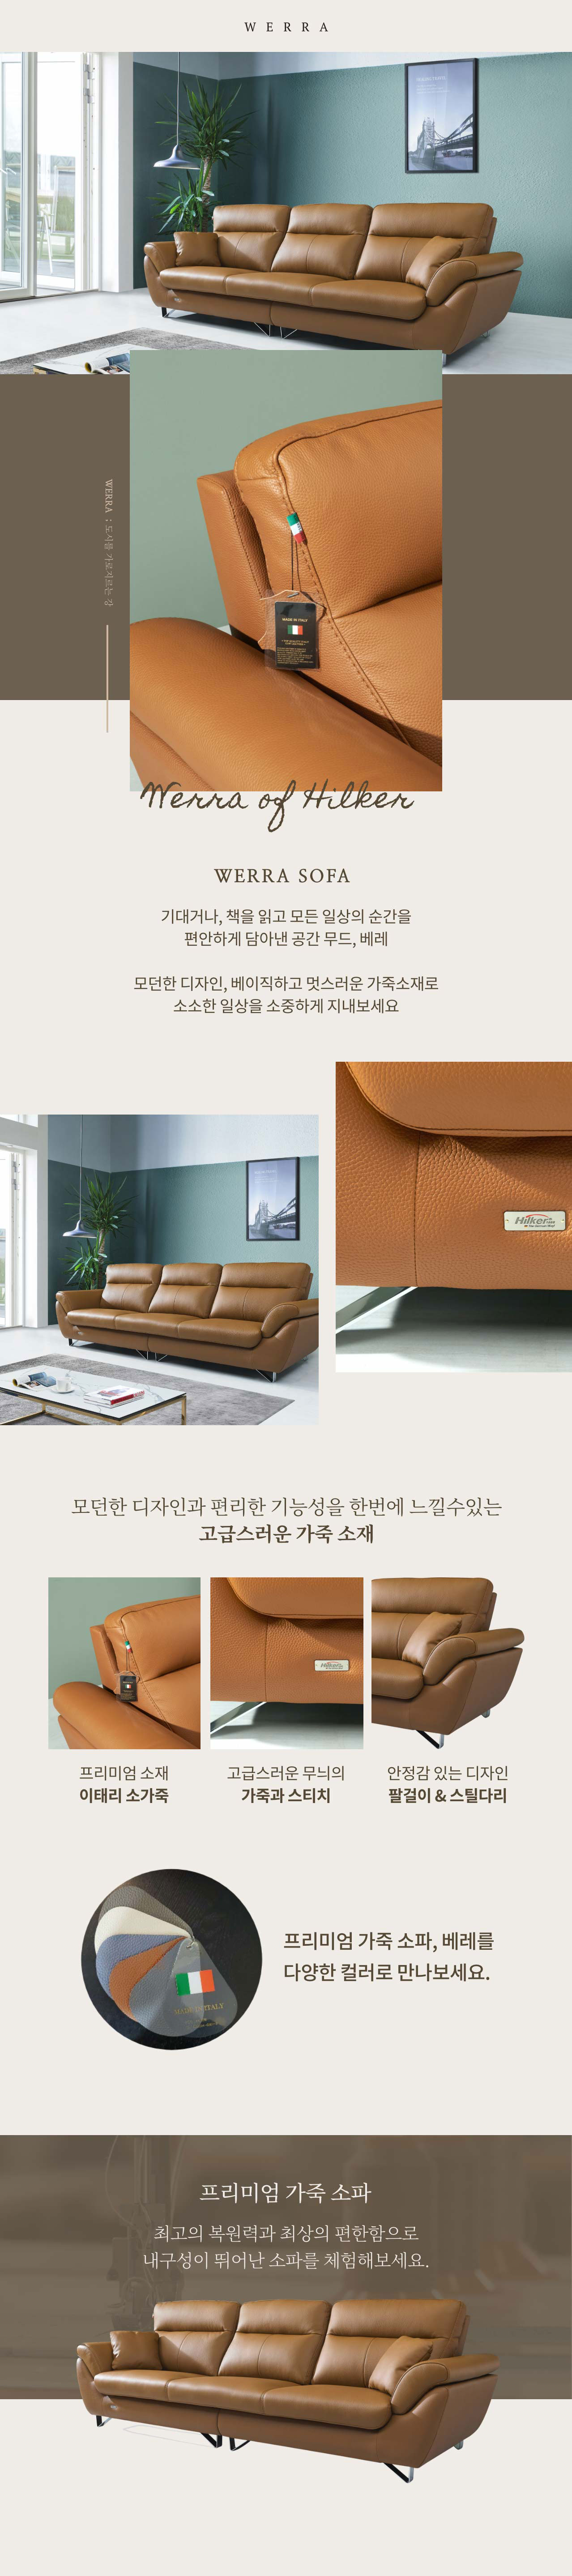 WERRA
WERRA ; 도시를 가로지르는 강
MADE IN ITALY
Werra of Hilker
WERRA SOFA
기대거나, 책을 읽고 모든 일상의 순간을
편안하게 담아낸 공간 무드, 베레
모던한 디자인, 베이직하고 멋스러운 가죽소재로
소소한 일상을 소중하게 지내보세요
Hilker
모던한 디자인과 편리한 기능성을 한번에 느낄수있는
고급스러운 가죽 소재
Hilker
프리미엄 소재
이태리 소가죽
고급스러운 무늬의
가죽과 스티치
안정감 있는 디자인
팔걸이 & 스틸다리
MADE IN ITALY
프리미엄 가죽 소파, 베레를
다양한 컬러로 만나보세요.
프리미엄 가죽 소파
최고의 복원력과 최상의 편한함으로
내구성이 뛰어난 소파를 체험해보세요.